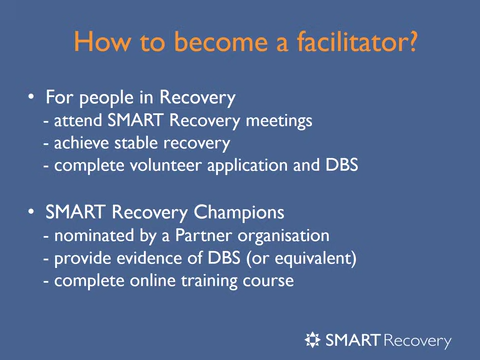 How to become a facilitator?
• For people in Recovery
- attend SMART Recovery meetings
- achieve stable recovery
- complete volunteer application and DBS
• SMART Recovery Champions
- nominated by a Partner organisation
- provide evidence of DBS (or equivalent)
- complete online training course
SMART Recovery